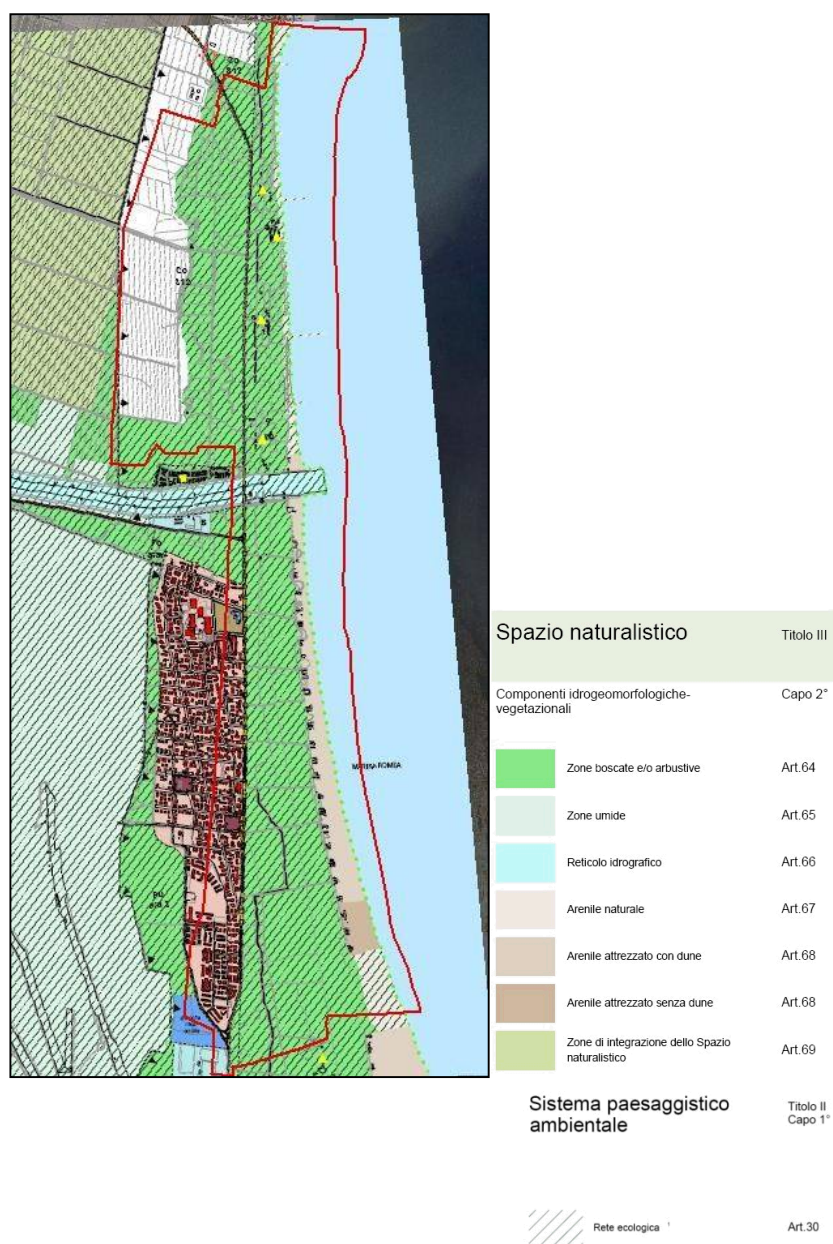 MARINA ROMEA
Spazio naturalistico Titolo III
Componenti idrogeomorfologiche- Capo 2°
vegetazionali
Zone boscate e/o arbustive Art.64
Zone umide Art.65
Reticolo idrografico Art.66
Arenile naturale Art.67
Arenile attrezzato con dune Art.68
Arenile attrezzato senza dune Art.68
Zone di integrazione dello Spazio Art.69
naturalistico
Sistema paesaggistico Titolo II
ambientale Capo 1°
Rete ecologica Art.30